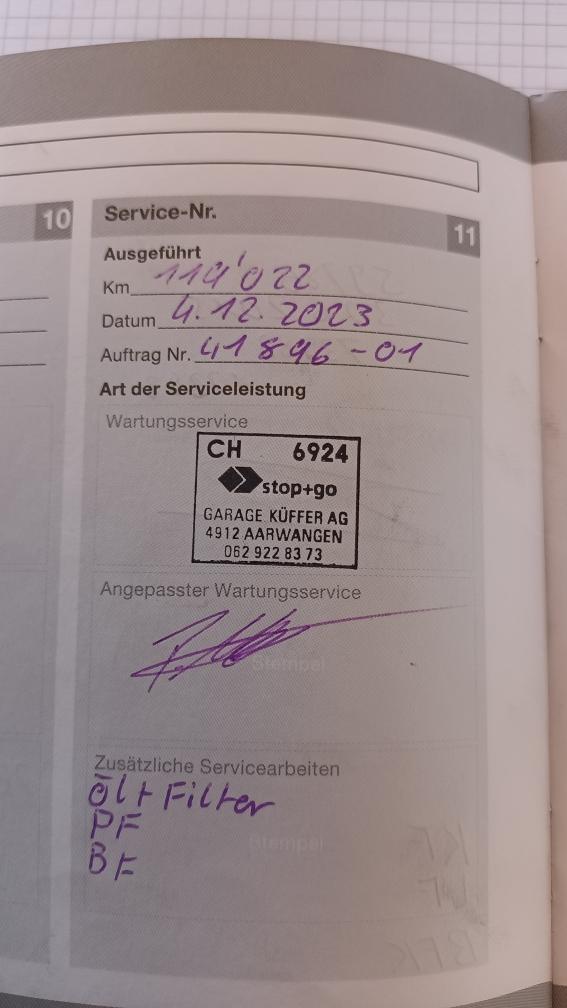 10
Service-Nr.
11
Ausgeführt
Km 119'022
Datum 4.12.2023
Auftrag Nr. 41896-01
Art der Serviceleistung
Wartungsservice
CH 6924
stop+go
GARAGE KÜFFER AG
4912 AARWANGEN
062 922 83 73
Angepasster Wartungsservice
Stempel
Zusätzliche Servicearbeiten
Öl+Filter
PF
Stempel
BF